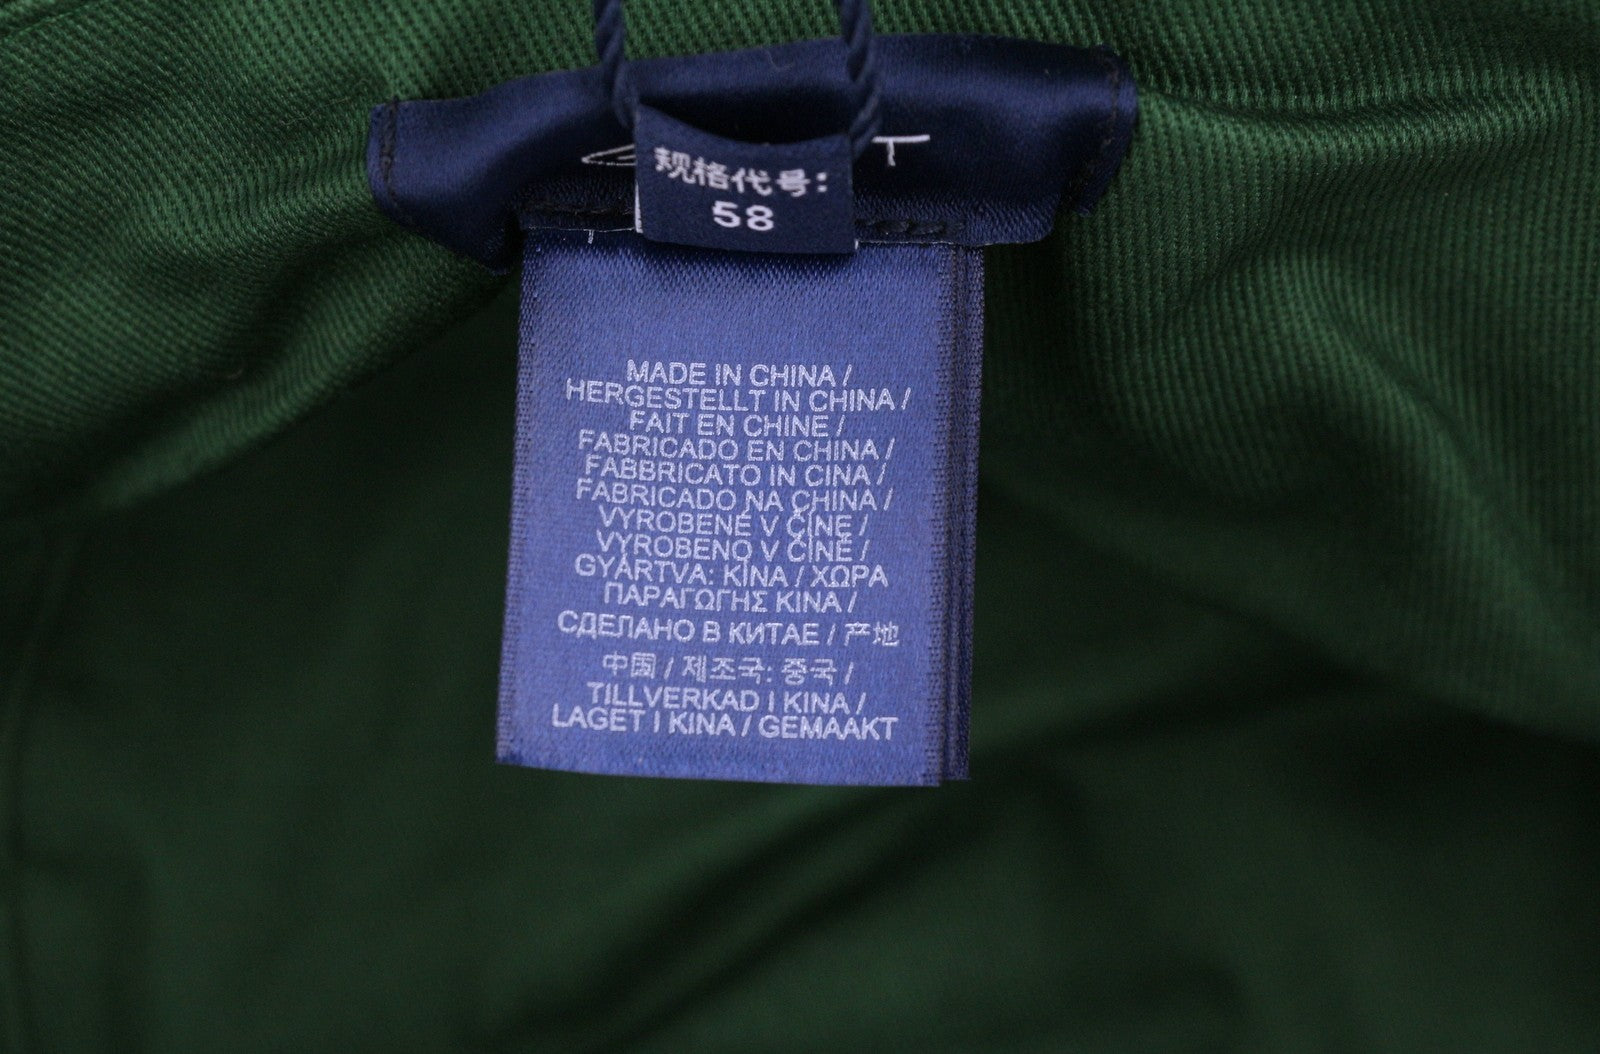 规格代号:
58
MADE IN CHINA /
HERGESTELLT IN CHINA /
FAIT EN CHINE /
FABRICADO EN CHINA /
FABBRICATO IN CINA /
FABRICADO NA CHINA /
VYROBENÉ V ČÍNE /
VYROBENO V ČÍNĚ /
GYÁRTVA: KÍNA / ΧΩΡΑ
ΠΑΡΑΓΩΓΗΣ ΚΙΝΑ /
СДЕЛАНО В КИТАЕ / 产地
中国 / 제조국: 중국 /
TILLVERKAD I KINA /
LAGET I KINA / GEMAAKT